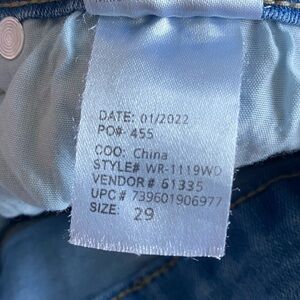 DATE: 01/2022
PO# 455
COO: China
STYLE# WR-1119WD
VENDOR# 61335
UPC# 739601906977
SIZE: 29